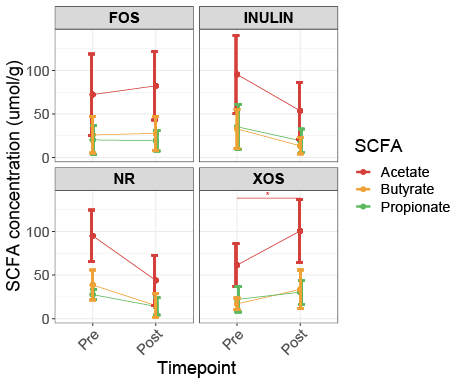 FOS
INULIN
100
50
0
NR
XOS
*
100
50
0
Pre
Post
Pre
Post
SCFA concentration (umol/g)
Timepoint
SCFA
Acetate
Butyrate
Propionate